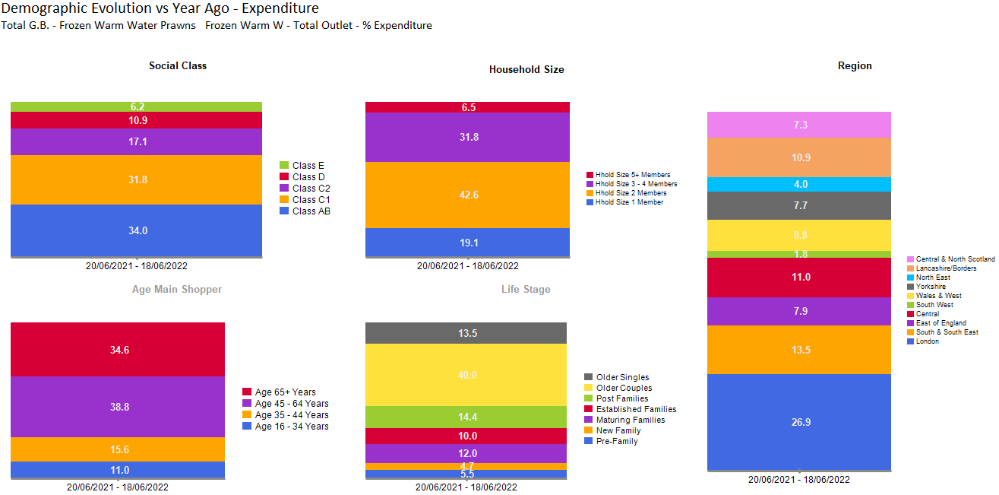 Demographic Evolution vs Year Ago - Expenditure
Total G.B. - Frozen Warm Water Prawns   Frozen Warm W - Total Outlet - % Expenditure
Social Class
6.2
10.9
17.1
31.8
34.0
20/06/2021 - 18/06/2022
Class E
Class D
Class C2
Class C1
Class AB
Household Size
6.5
31.8
42.6
19.1
20/06/2021 - 18/06/2022
Hhold Size 5+ Members
Hhold Size 3 - 4 Members
Hhold Size 2 Members
Hhold Size 1 Member
Region
7.3
10.9
4.0
7.7
8.8
1.8
11.0
7.9
13.5
26.9
20/06/2021 - 18/06/2022
Central & North Scotland
Lancashire/Borders
North East
Yorkshire
Wales & West
South West
Central
East of England
South & South East
London
Age Main Shopper
34.6
38.8
15.6
11.0
20/06/2021 - 18/06/2022
Age 65+ Years
Age 45 - 64 Years
Age 35 - 44 Years
Age 16 - 34 Years
Life Stage
13.5
40.0
14.4
10.0
12.0
4.7
5.5
20/06/2021 - 18/06/2022
Older Singles
Older Couples
Post Families
Established Families
Maturing Families
New Family
Pre-Family